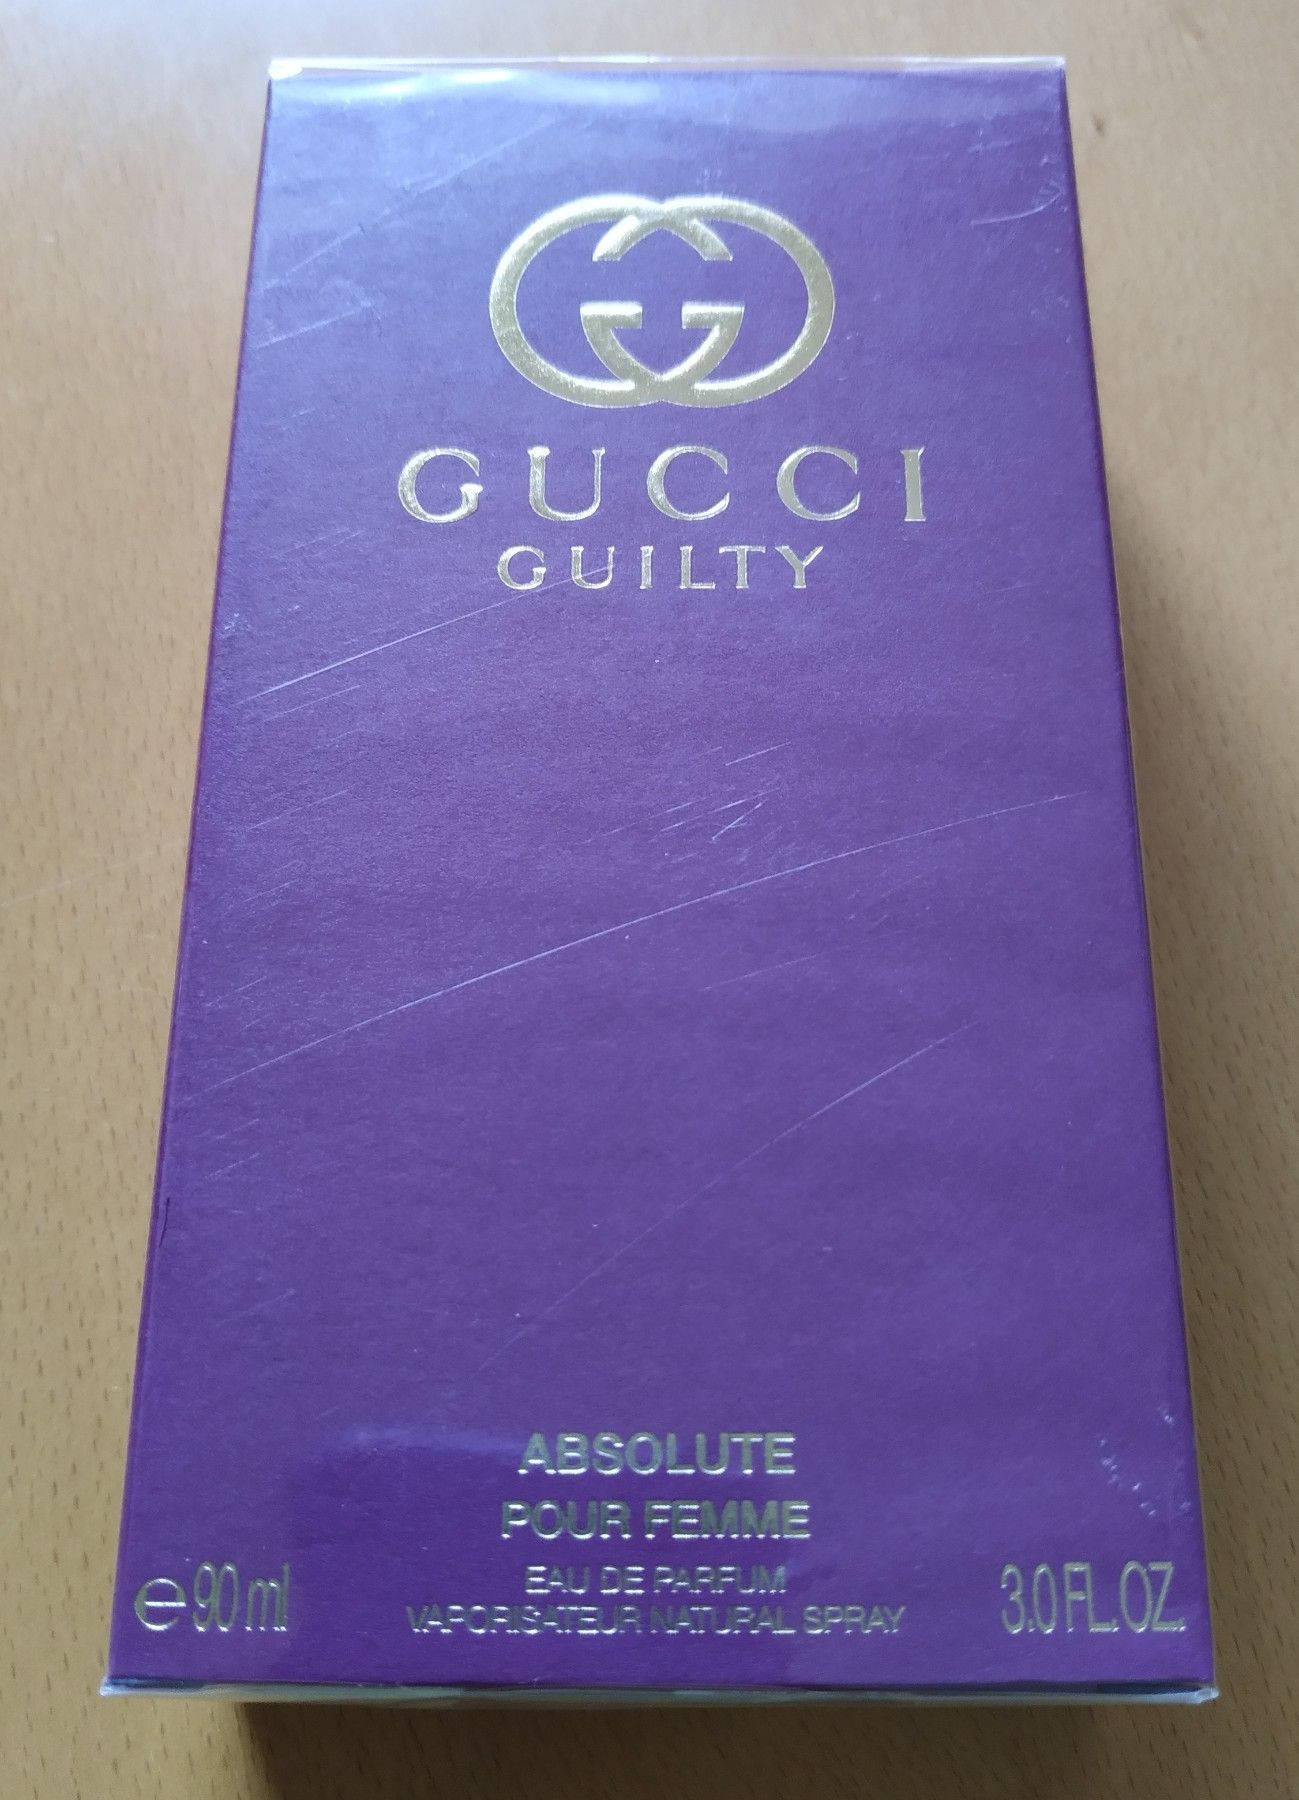 GUCCI
GUILTY
ABSOLUTE
POUR FEMME
EAU DE PARFUM
VAPORISATEUR NATURAL SPRAY
℮ 90 ml
3.0 FL. OZ.